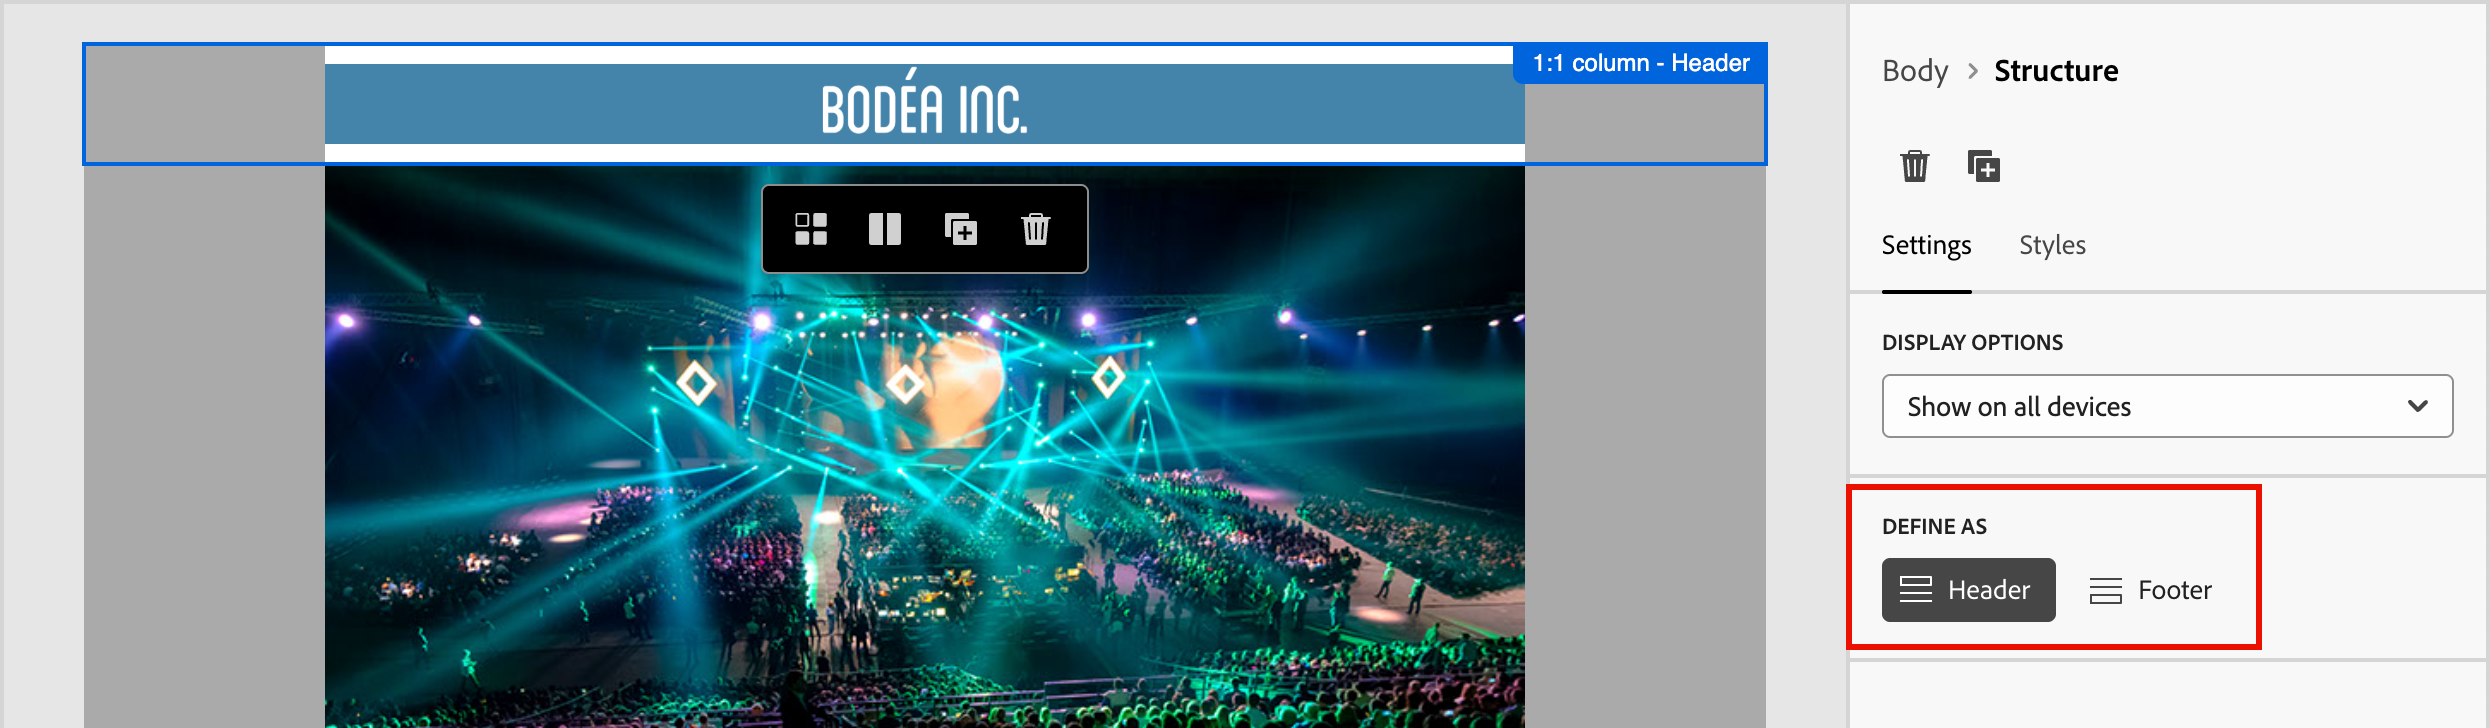 1:1 column - Header
BODÉA INC.
Body > Structure
Settings Styles
DISPLAY OPTIONS
Show on all devices
DEFINE AS
Header Footer